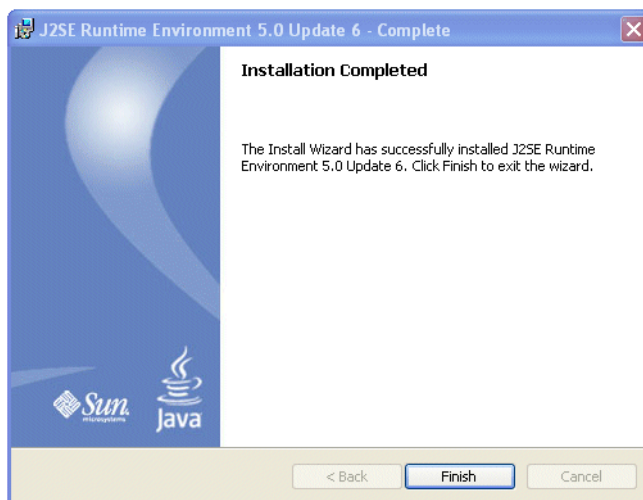 J2SE Runtime Environment 5.0 Update 6 - Complete
Installation Completed
The Install Wizard has successfully installed J2SE Runtime
Environment 5.0 Update 6. Click Finish to exit the wizard.
Sun
microsystems
Java
< Back
Finish
Cancel